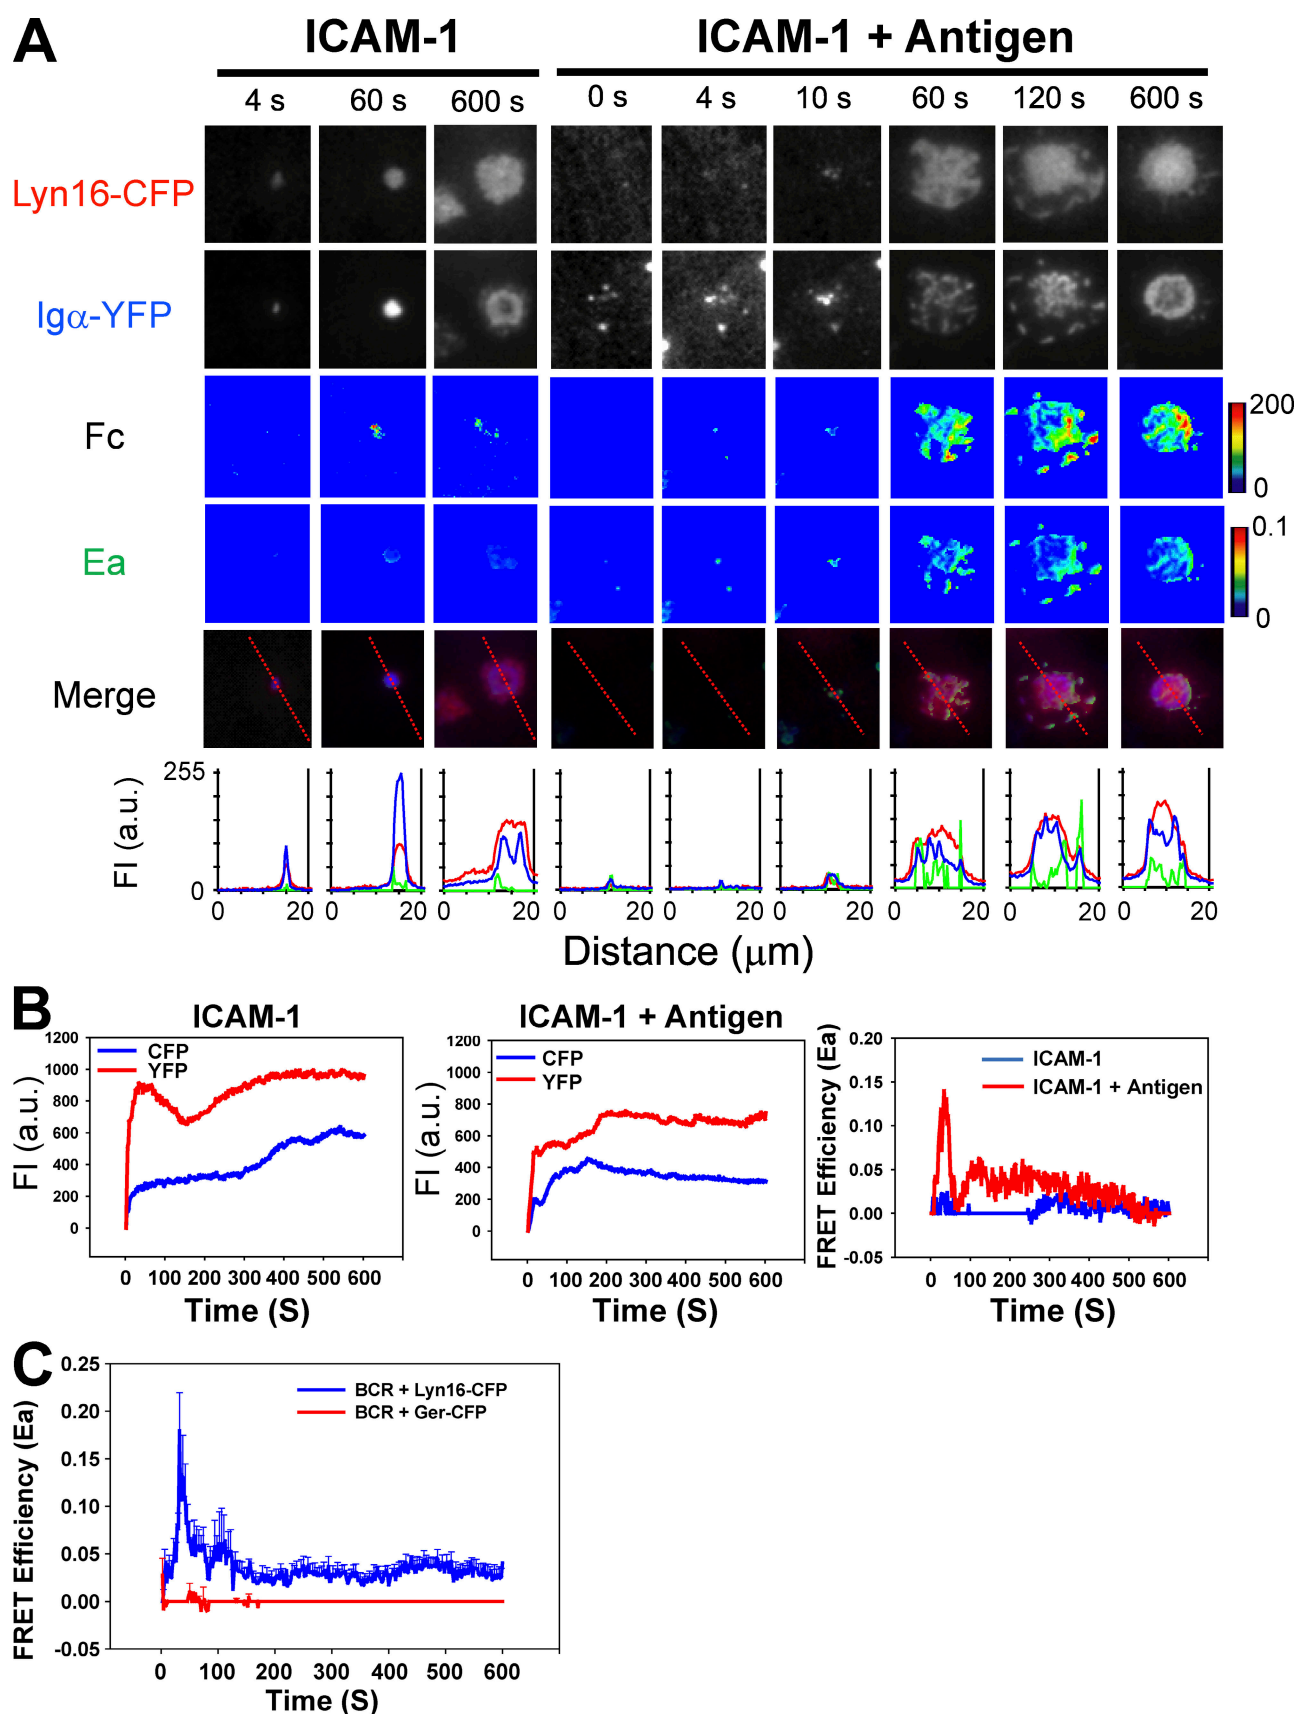 A
ICAM-1
ICAM-1 + Antigen
4 s 60 s 600 s 0 s 4 s 10 s 60 s 120 s 600 s
Lyn16-CFP
Igα-YFP
Fc
200
0
Ea
0.1
0
Merge
FI (a.u.)
255
0
0 20 0 20 0 20 0 20 0 20 0 20 0 20 0 20 0 20
Distance (μm)
B
ICAM-1
FI (a.u.)
1200
1000
800
600
400
200
0
CFP
YFP
0 100 200 300 400 500 600
Time (S)
ICAM-1 + Antigen
FI (a.u.)
1200
1000
800
600
400
200
0
CFP
YFP
0 100 200 300 400 500 600
Time (S)
FRET Efficiency (Ea)
0.20
0.15
0.10
0.05
0.00
-0.05
ICAM-1
ICAM-1 + Antigen
0 100 200 300 400 500 600
Time (S)
C
FRET Efficiency (Ea)
0.25
0.20
0.15
0.10
0.05
0.00
-0.05
BCR + Lyn16-CFP
BCR + Ger-CFP
0 100 200 300 400 500 600
Time (S)